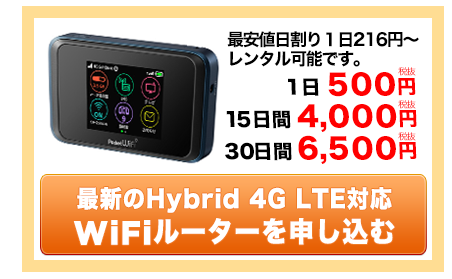 最安値日割り1日216円〜
レンタル可能です。
1日 500円 税抜
15日間 4,000円 税抜
30日間 6,500円 税抜
Pocket WiFi
最新のHybrid 4G LTE対応
WiFiルーターを申し込む